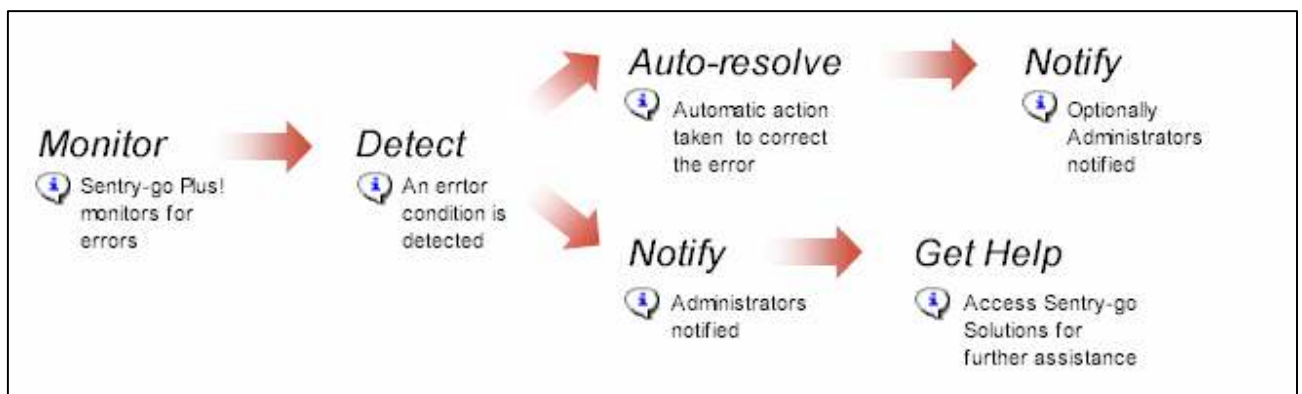 Monitor
Sentry-go Plus!
monitors for
errors
Detect
An errtor
condition is
detected
Auto-resolve
Automatic action
taken to correct
the error
Notify
Optionally
Administrators
notified
Notify
Administrators
notified
Get Help
Access Sentry-go
Solutions for
further assistance